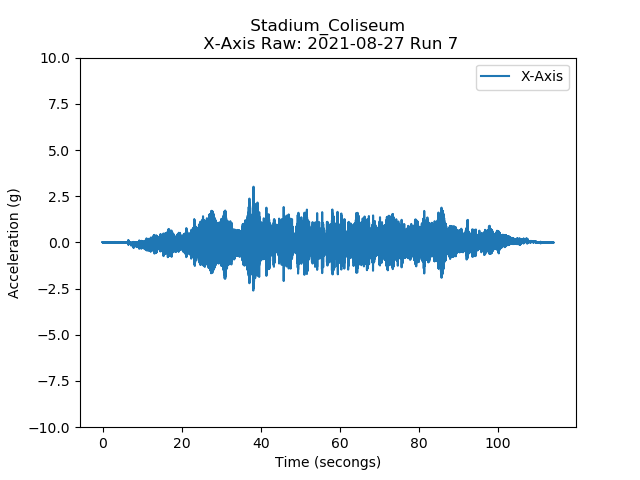 Stadium_Coliseum
X-Axis Raw: 2021-08-27 Run 7
X-Axis
10.0
7.5
5.0
2.5
0.0
−2.5
−5.0
−7.5
−10.0
Acceleration (g)
0 20 40 60 80 100
Time (secongs)